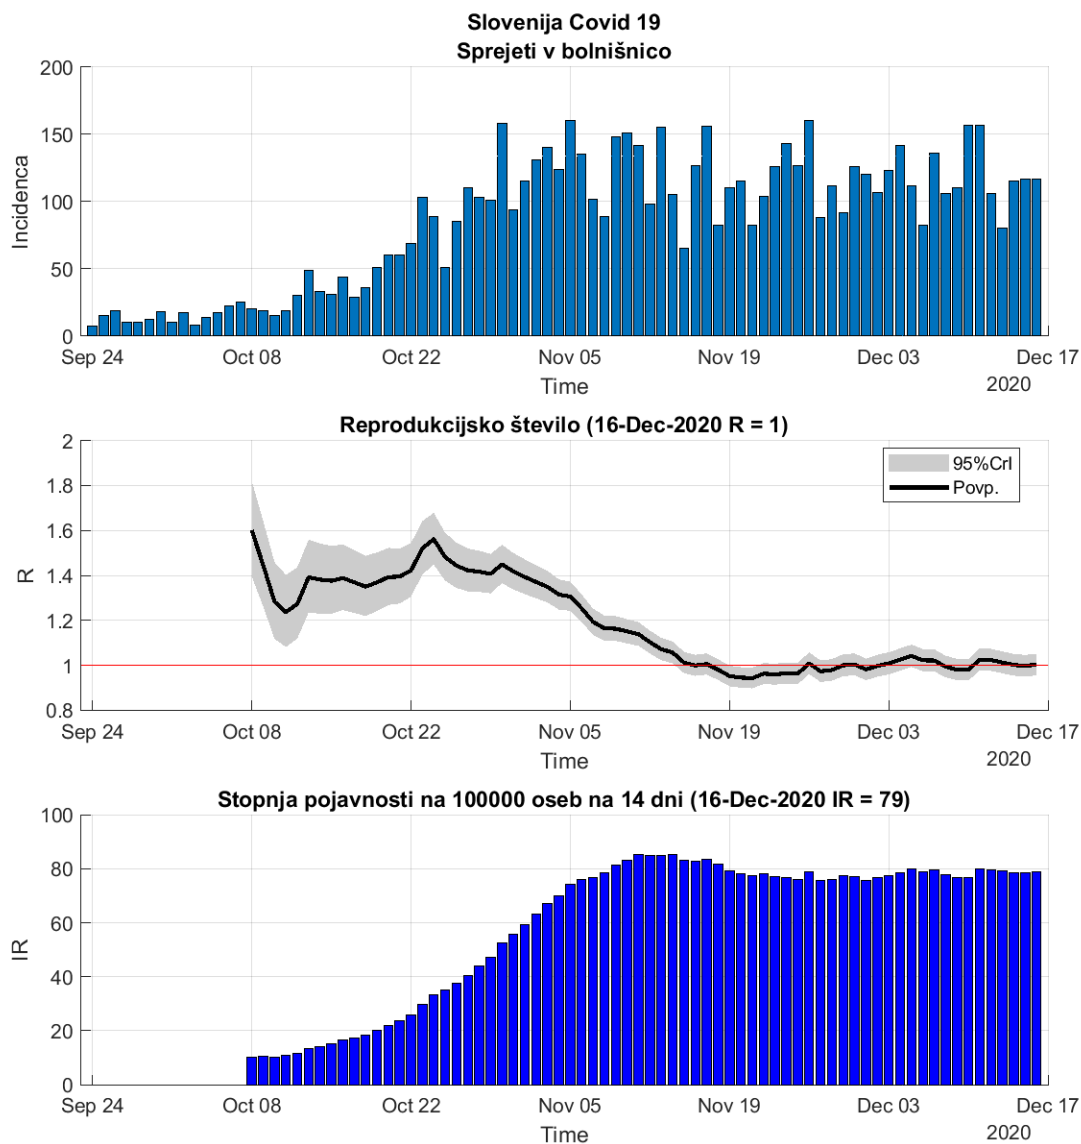 Slovenija Covid 19
Sprejeti v bolnišnico
200
150
100
50
0
Incidenca
Sep 24 Oct 08 Oct 22 Nov 05 Nov 19 Dec 03 Dec 17
Time
2020
Reprodukcijsko število (16-Dec-2020 R = 1)
2
1.8
1.6
1.4
1.2
1
0.8
R
95%CrI
Povp.
Sep 24 Oct 08 Oct 22 Nov 05 Nov 19 Dec 03 Dec 17
Time
2020
Stopnja pojavnosti na 100000 oseb na 14 dni (16-Dec-2020 IR = 79)
100
80
60
40
20
0
IR
Sep 24 Oct 08 Oct 22 Nov 05 Nov 19 Dec 03 Dec 17
Time
2020